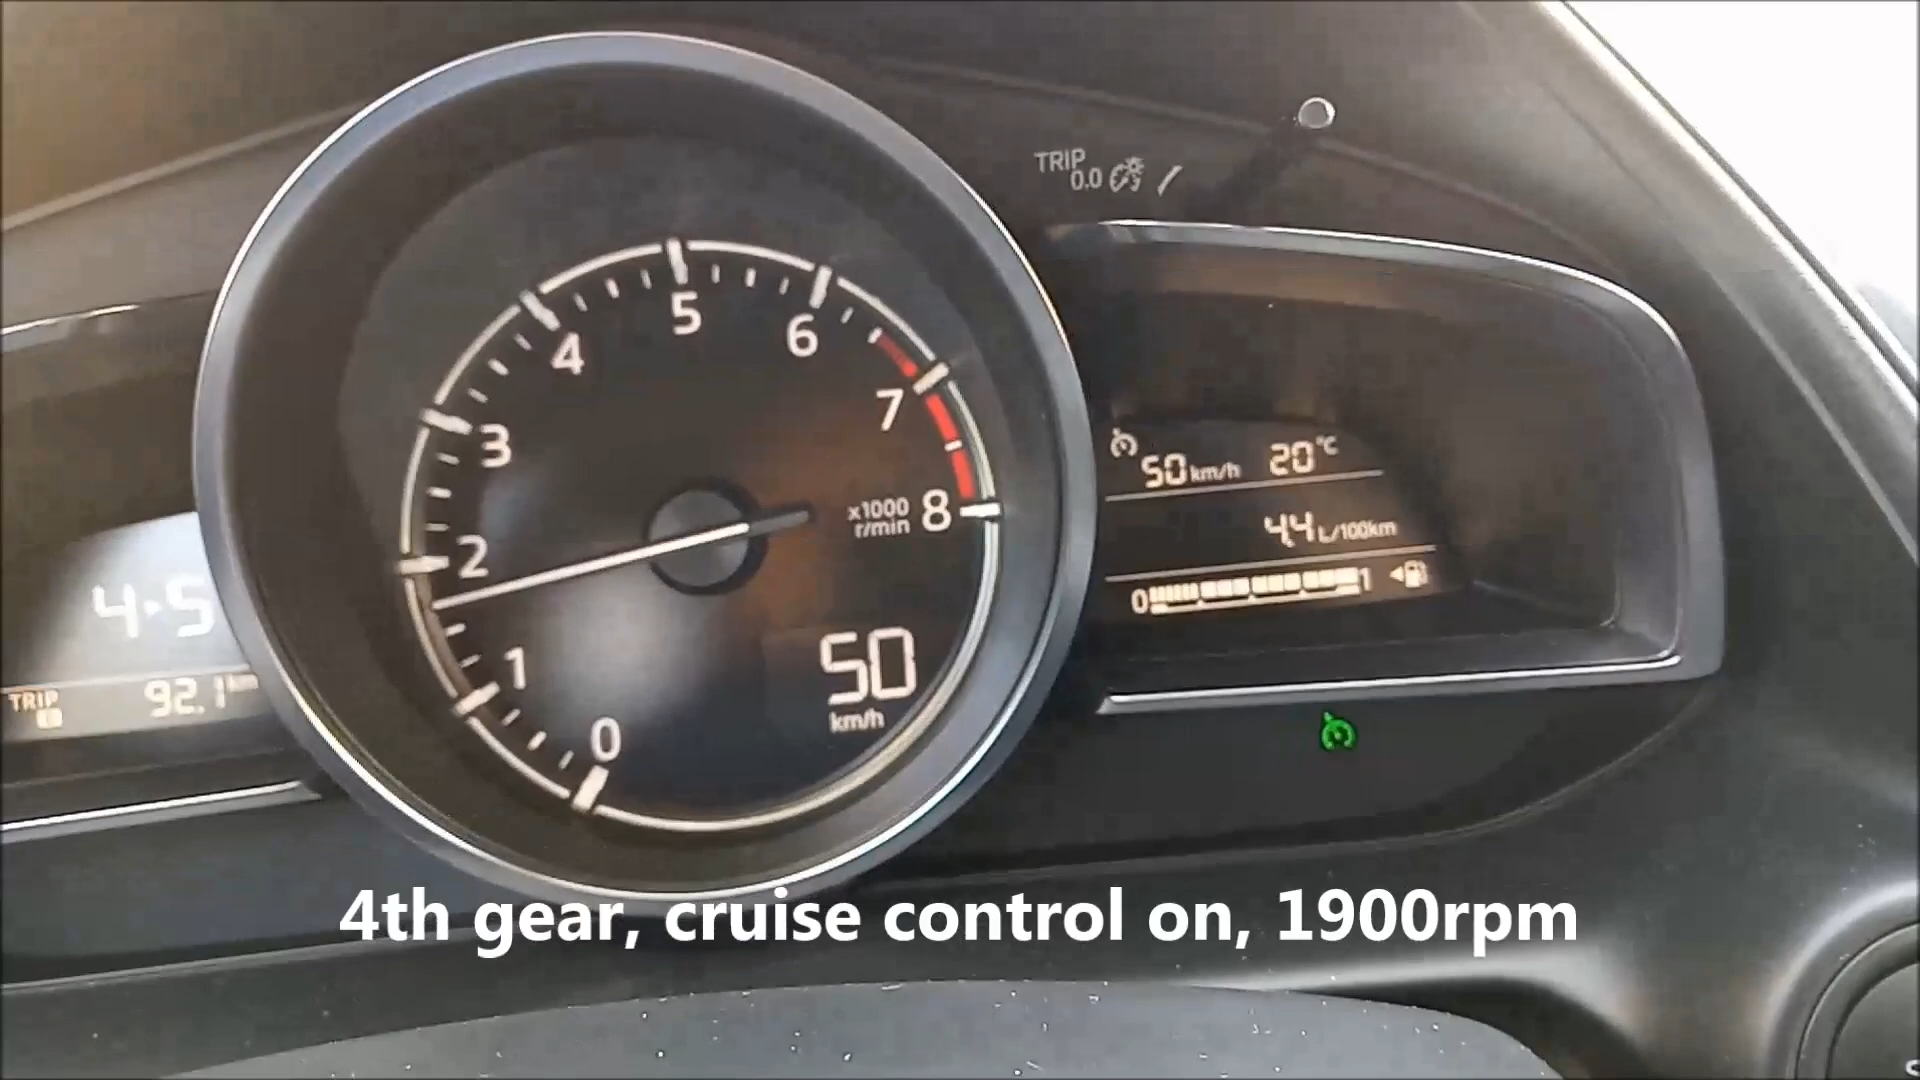 TRIP
0.0
5
6
4
7
3
50 km/h 20°C
x1000
r/min
8
4.4 L/100km
2
0 1
4·5
1
50
km/h
TRIP
92.1 km
0
4th gear, cruise control on, 1900rpm